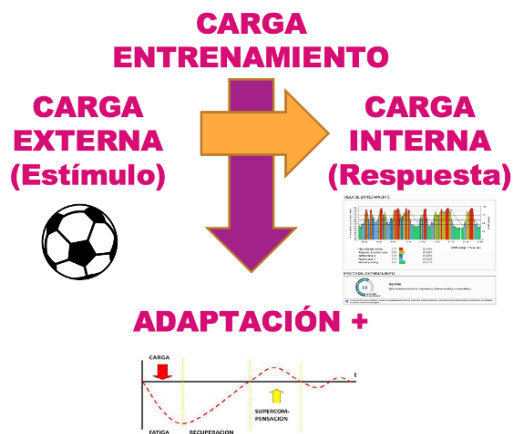 CARGA
ENTRENAMIENTO
CARGA
EXTERNA
(Estímulo)
CARGA
INTERNA
(Respuesta)
ADAPTACIÓN +
CARGA
t
SUPERCOM-
PENSACION
FATIGA RECUPERACION